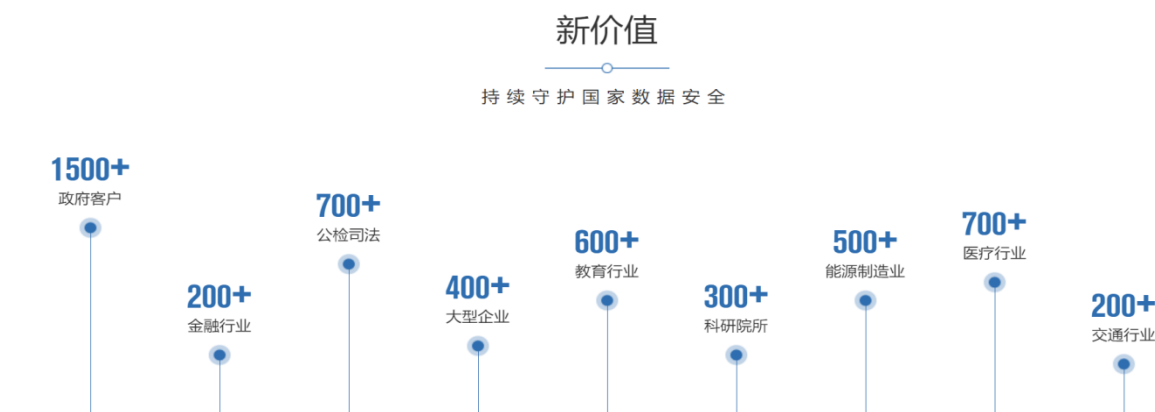 新价值
持续守护国家数据安全
1500+
政府客户
200+
金融行业
700+
公检司法
400+
大型企业
600+
教育行业
300+
科研院所
500+
能源制造业
700+
医疗行业
200+
交通行业